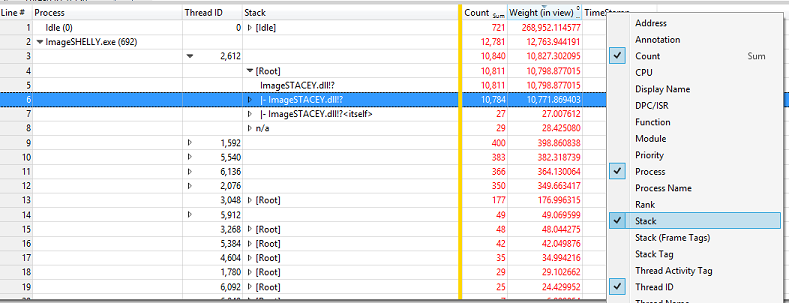 Line # Process Thread ID Stack Count Sum Weight (in view) TimeStamp
1 Idle (0) 0 [Idle] 721 268,952.114577
2 ImageSHELLY.exe (692) 12,781 12,763.944191
3 2,612 10,840 10,827.302095
4 [Root] 10,811 10,798.877015
5 ImageSTACEY.dll!? 10,811 10,798.877015
6 |- ImageSTACEY.dll!? 10,784 10,771.869403
7 |- ImageSTACEY.dll!?<itself> 27 27.007612
8 n/a 29 28.425080
9 1,592 400 398.860838
10 5,540 383 382.318739
11 6,136 366 364.130064
12 2,076 350 349.663417
13 3,048 [Root] 177 176.996315
14 5,912 49 49.069599
15 3,268 [Root] 48 48.044275
16 5,384 [Root] 42 42.049876
17 4,604 [Root] 35 34.994216
18 1,780 [Root] 29 29.102662
19 6,092 [Root] 25 24.429952
Address
Annotation
Count Sum
CPU
Display Name
DPC/ISR
Function
Module
Priority
Process
Process Name
Rank
Stack
Stack (Frame Tags)
Stack Tag
Thread Activity Tag
Thread ID